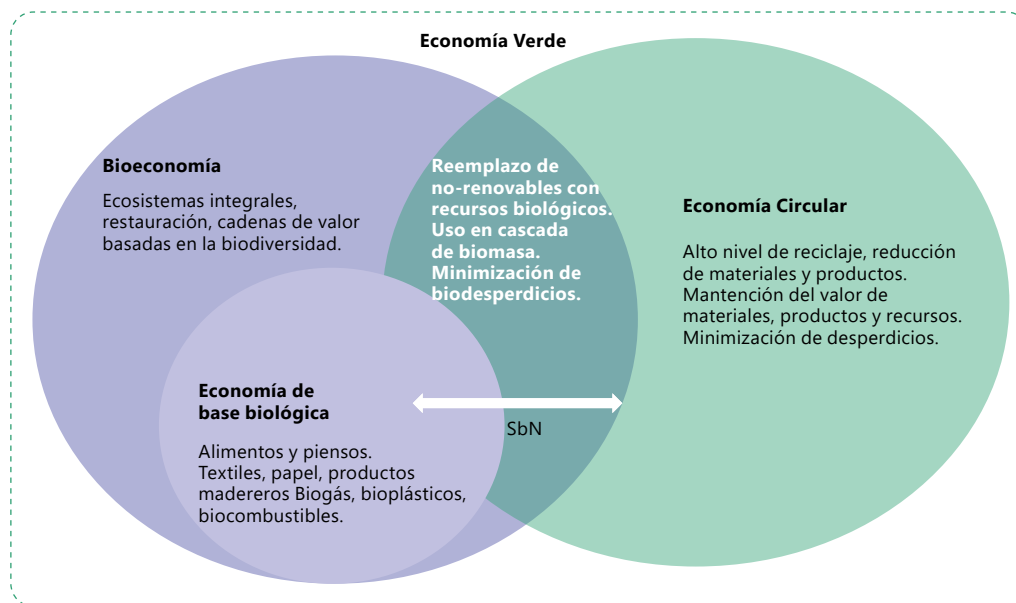 Economía Verde
Bioeconomía
Ecosistemas integrales,
restauración, cadenas de valor
basadas en la biodiversidad.
Reemplazo de
no-renovables con
recursos biológicos.
Uso en cascada
de biomasa.
Minimización de
biodesperdicios.
Economía Circular
Alto nivel de reciclaje, reducción
de materiales y productos.
Mantención del valor de
materiales, productos y recursos.
Minimización de desperdicios.
Economía de
base biológica
Alimentos y piensos.
Textiles, papel, productos
madereros Biogás, bioplásticos,
biocombustibles.
SbN